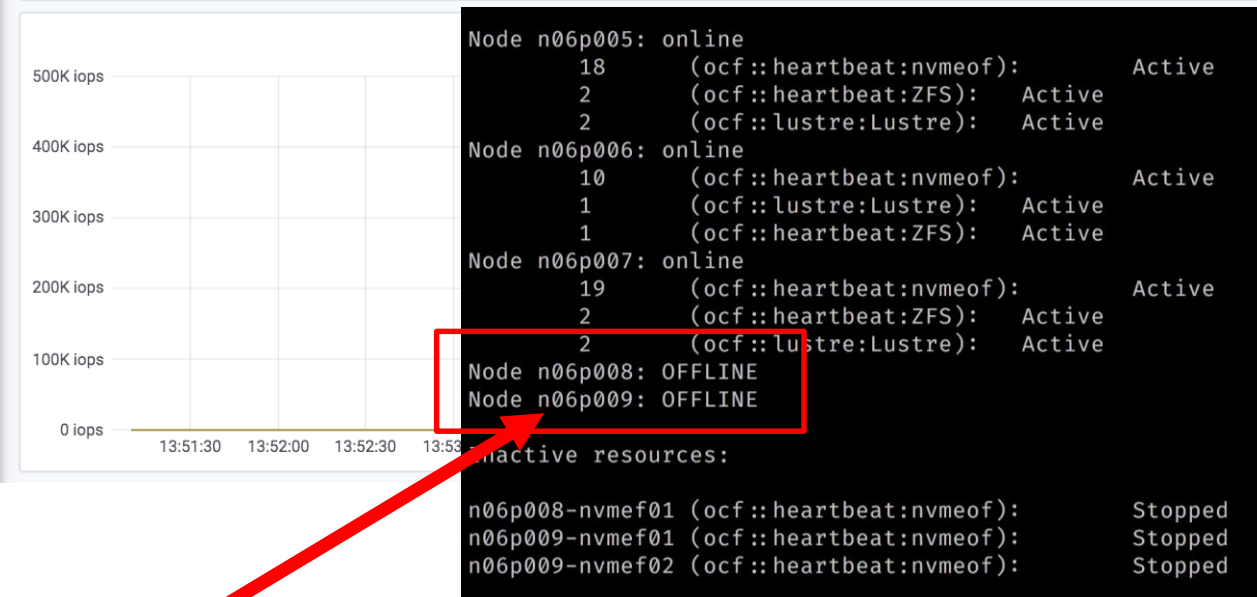 500K iops
400K iops
300K iops
200K iops
100K iops
0 iops
13:51:30 13:52:00 13:52:30 13:53
Node n06p005: online
18 (ocf::heartbeat:nvmeof): Active
2 (ocf::heartbeat:ZFS): Active
2 (ocf::lustre:Lustre): Active
Node n06p006: online
10 (ocf::heartbeat:nvmeof): Active
1 (ocf::lustre:Lustre): Active
1 (ocf::heartbeat:ZFS): Active
Node n06p007: online
19 (ocf::heartbeat:nvmeof): Active
2 (ocf::heartbeat:ZFS): Active
2 (ocf::lustre:Lustre): Active
Node n06p008: OFFLINE
Node n06p009: OFFLINE
Inactive resources:
n06p008-nvmef01 (ocf::heartbeat:nvmeof): Stopped
n06p009-nvmef01 (ocf::heartbeat:nvmeof): Stopped
n06p009-nvmef02 (ocf::heartbeat:nvmeof): Stopped